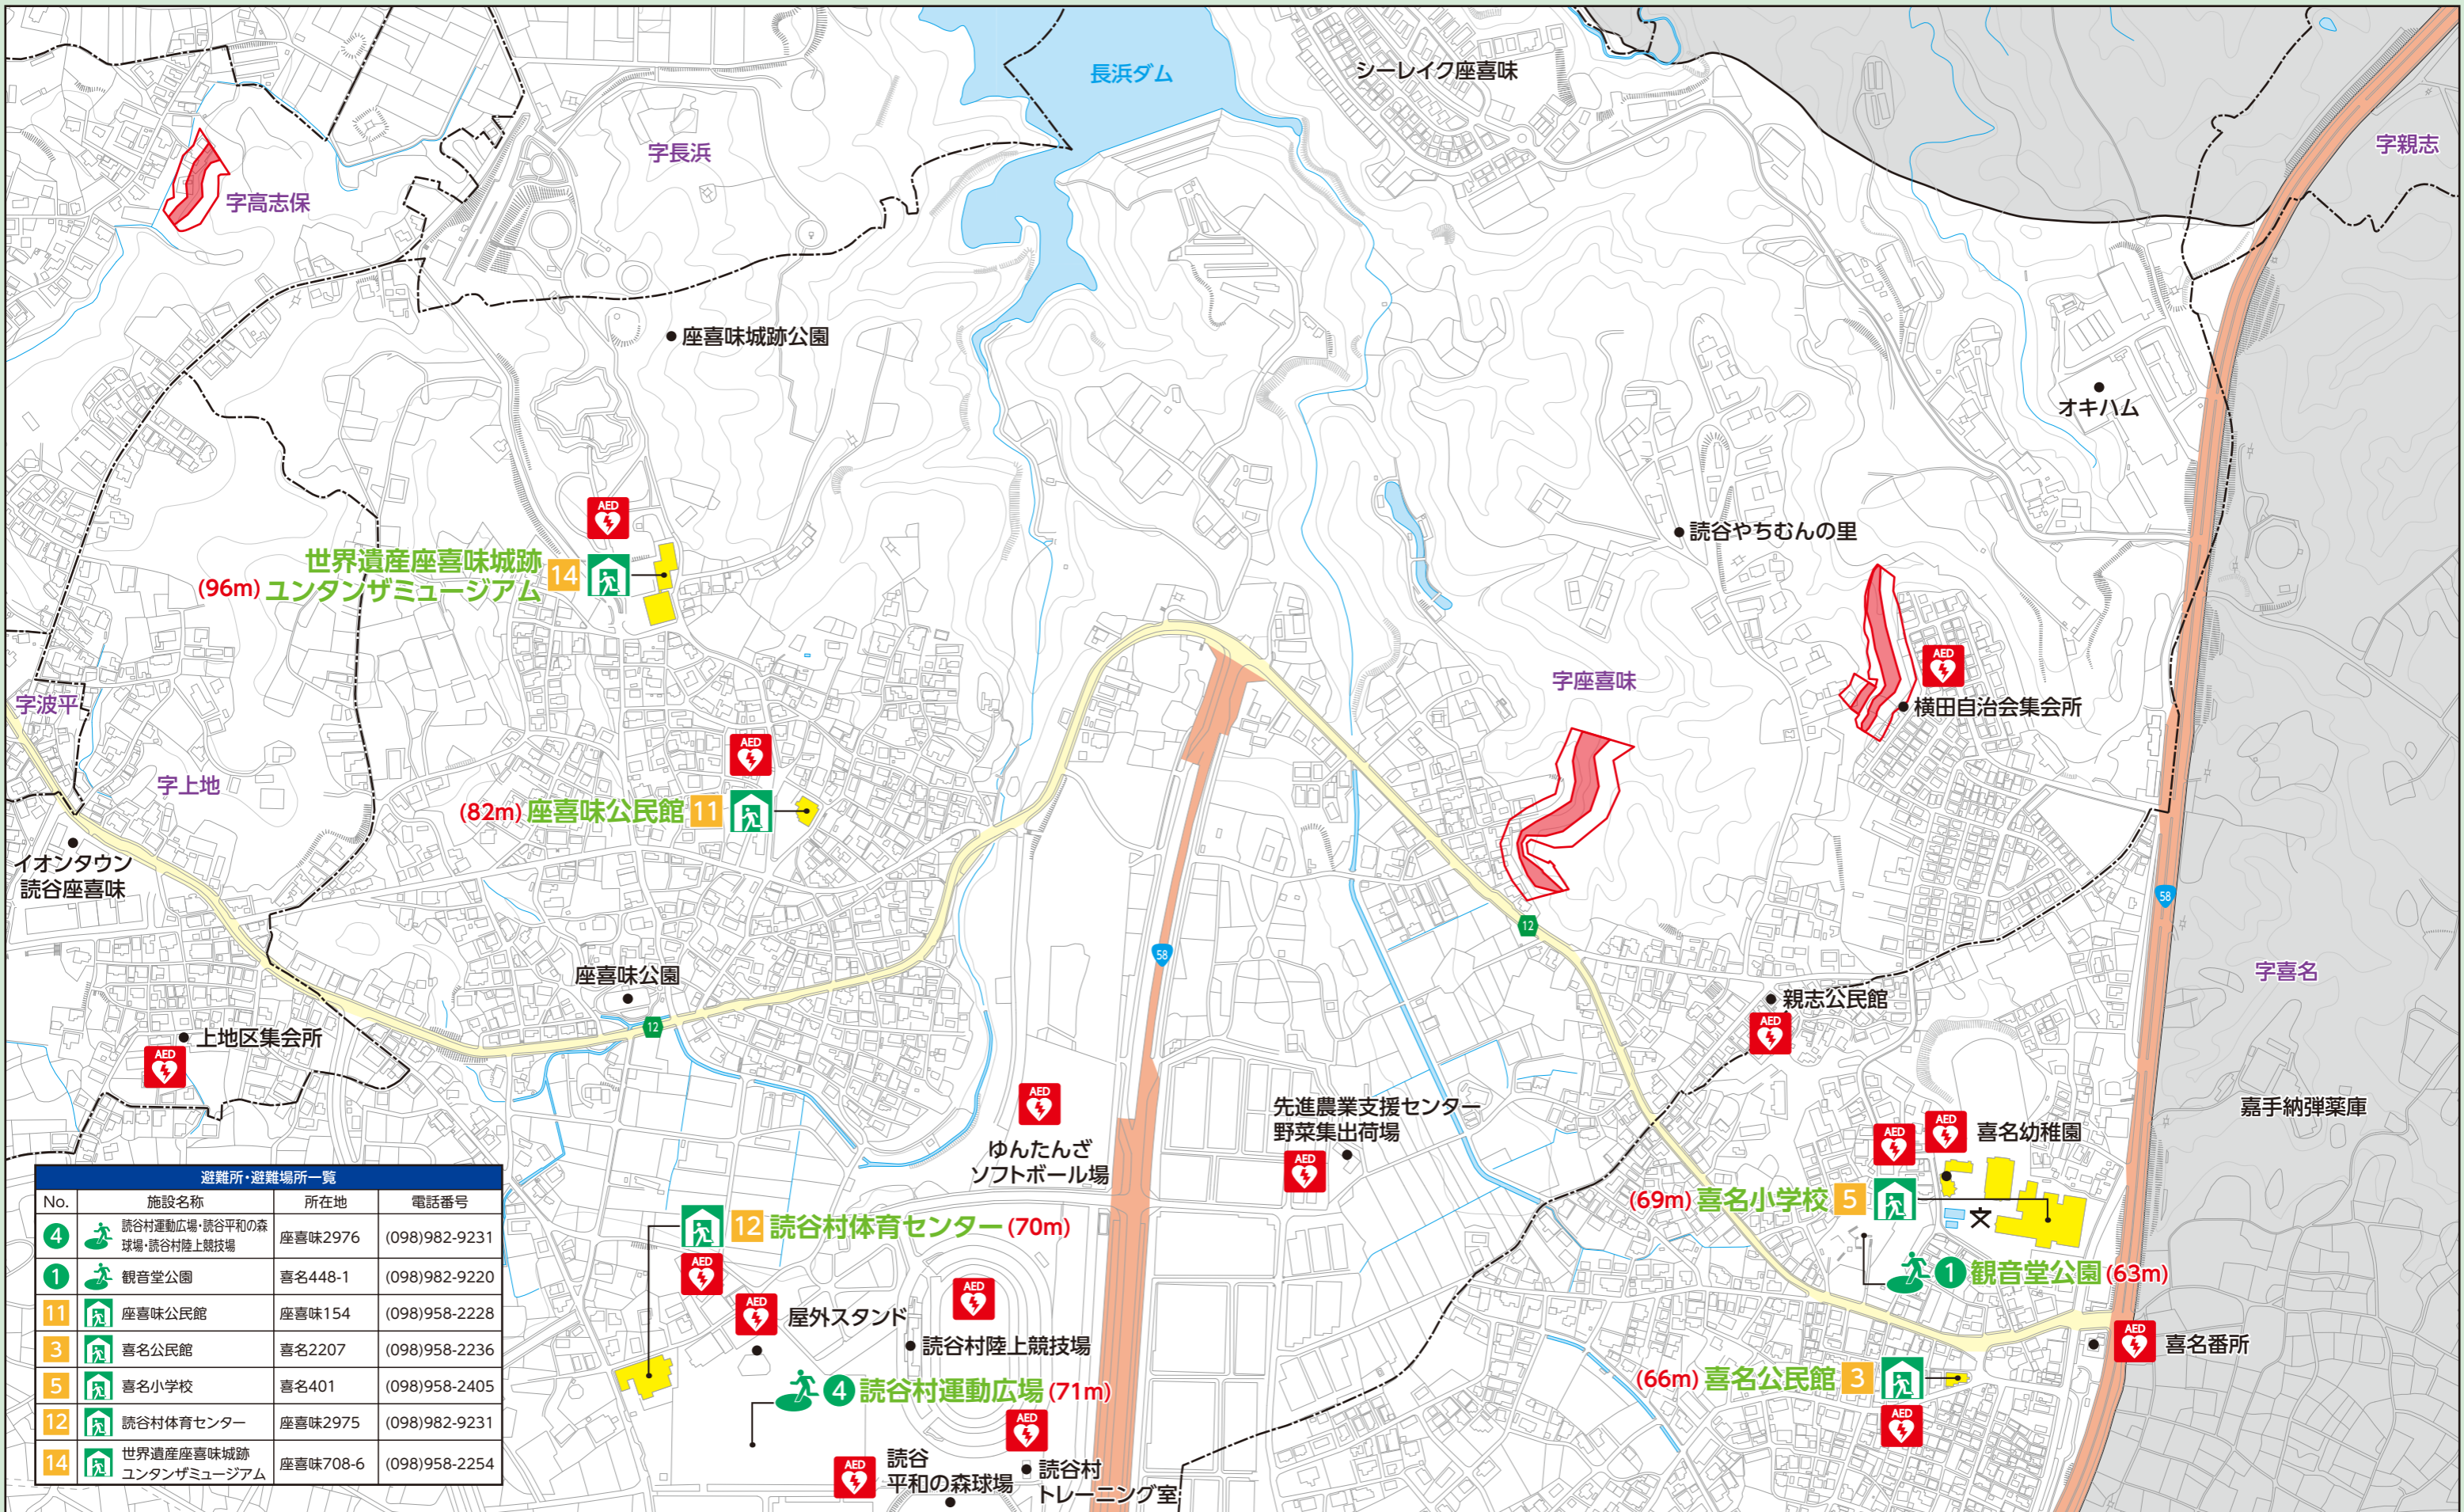 長浜ダム
シーレイク座喜味
字親志
字長浜
字高志保
座喜味城跡公園
オキハム
AED
世界遺産座喜味城跡
(96m) ユンタンザミュージアム 14
読谷やちむんの里
AED
字座喜味
横田自治会集会所
字波平
AED
字上地
(82m) 座喜味公民館 11
イオンタウン
読谷座喜味
58
12
58
字喜名
座喜味公園
親志公民館
12
AED
上地区集会所
AED
AED
ゆんたんざ
ソフトボール場
先進農業支援センター
野菜集出荷場
AED
嘉手納弾薬庫
AED
AED
喜名幼稚園
(69m) 喜名小学校 5
文
12 読谷村体育センター (70m)
AED
1 観音堂公園 (63m)
AED
屋外スタンド
AED
読谷村陸上競技場
AED
喜名番所
4 読谷村運動広場 (71m)
(66m) 喜名公民館 3
AED
AED
AED
読谷
平和の森球場
読谷村
トレーニング室
避難所・避難場所一覧
No. 施設名称 所在地 電話番号
4 読谷村運動広場・読谷平和の森
球場・読谷村陸上競技場 座喜味2976 (098)982-9231
1 観音堂公園 喜名448-1 (098)982-9220
11 座喜味公民館 座喜味154 (098)958-2228
3 喜名公民館 喜名2207 (098)958-2236
5 喜名小学校 喜名401 (098)958-2405
12 読谷村体育センター 座喜味2975 (098)982-9231
14 世界遺産座喜味城跡
ユンタンザミュージアム 座喜味708-6 (098)958-2254